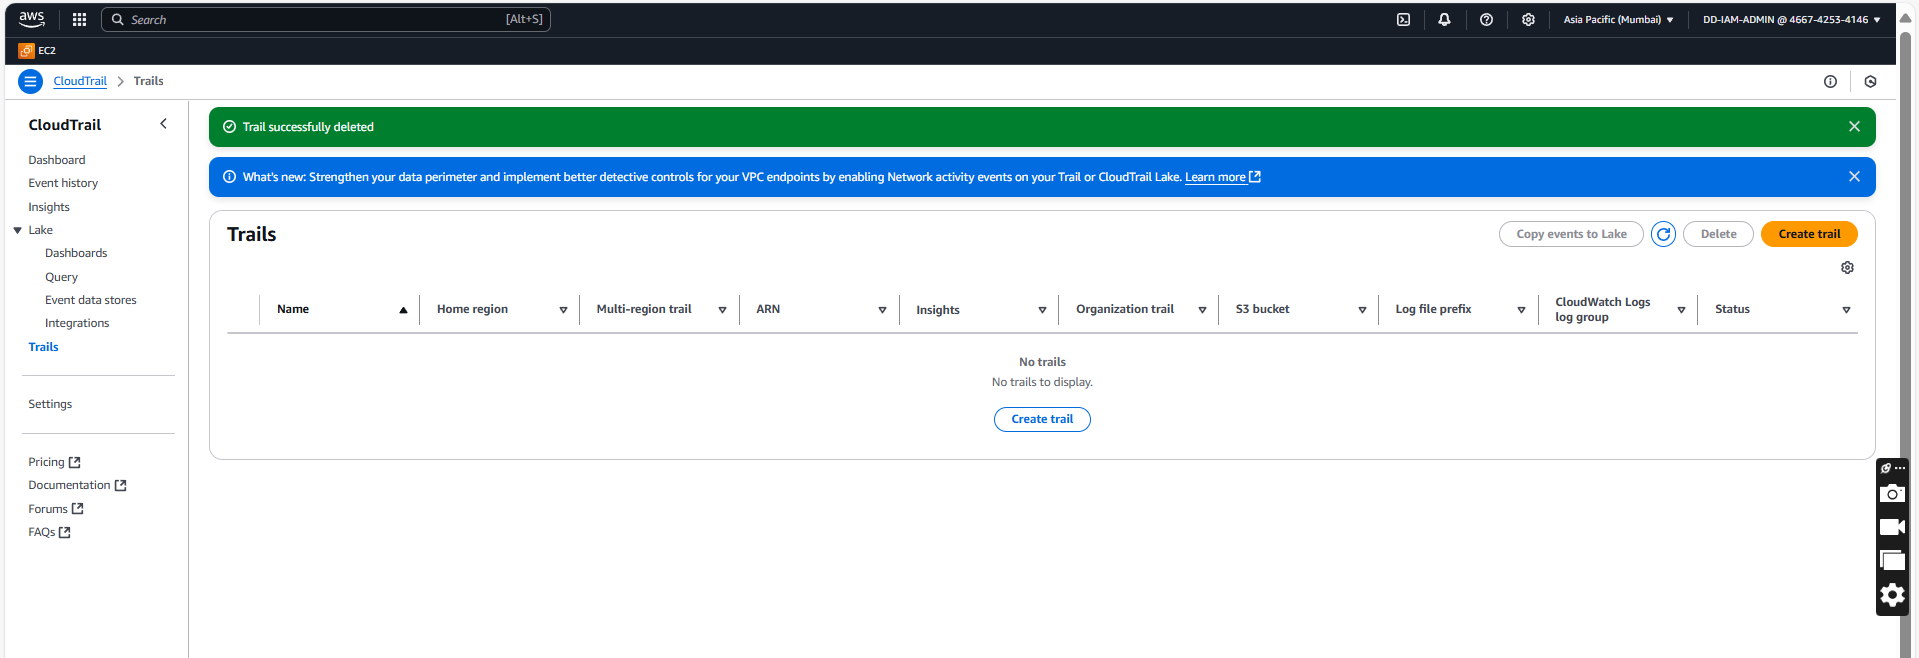 aws
Search [Alt+S]
Asia Pacific (Mumbai) ▼
DD-IAM-ADMIN @ 4667-4253-4146 ▼
EC2
CloudTrail > Trails
CloudTrail
Dashboard
Event history
Insights
Lake
Dashboards
Query
Event data stores
Integrations
Trails
Settings
Pricing
Documentation
Forums
FAQs
Trail successfully deleted
What's new: Strengthen your data perimeter and implement better detective controls for your VPC endpoints by enabling Network activity events on your Trail or CloudTrail Lake. Learn more
Trails
Copy events to Lake
Delete
Create trail
Name
Home region
Multi-region trail
ARN
Insights
Organization trail
S3 bucket
Log file prefix
CloudWatch Logs
log group
Status
No trails
No trails to display.
Create trail